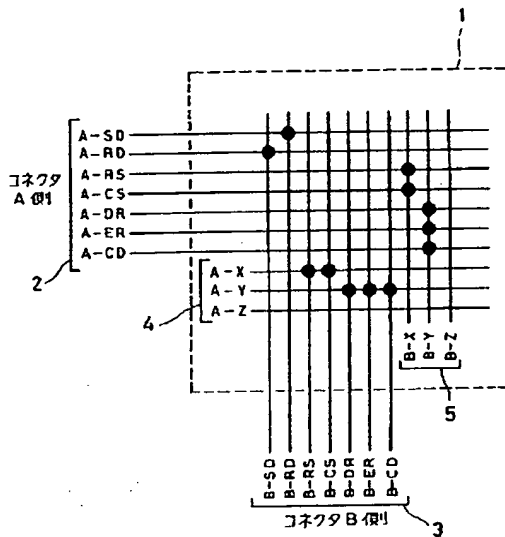 1
A-SD
A-RD
A-RS
A-CS
A-DR
A-ER
A-CD
コネクタ
A側
2
A-X
A-Y
A-Z
4
B-X
B-Y
B-Z
5
B-SD
B-RD
B-RS
B-CS
B-DR
B-ER
B-CD
コネクタB側
3